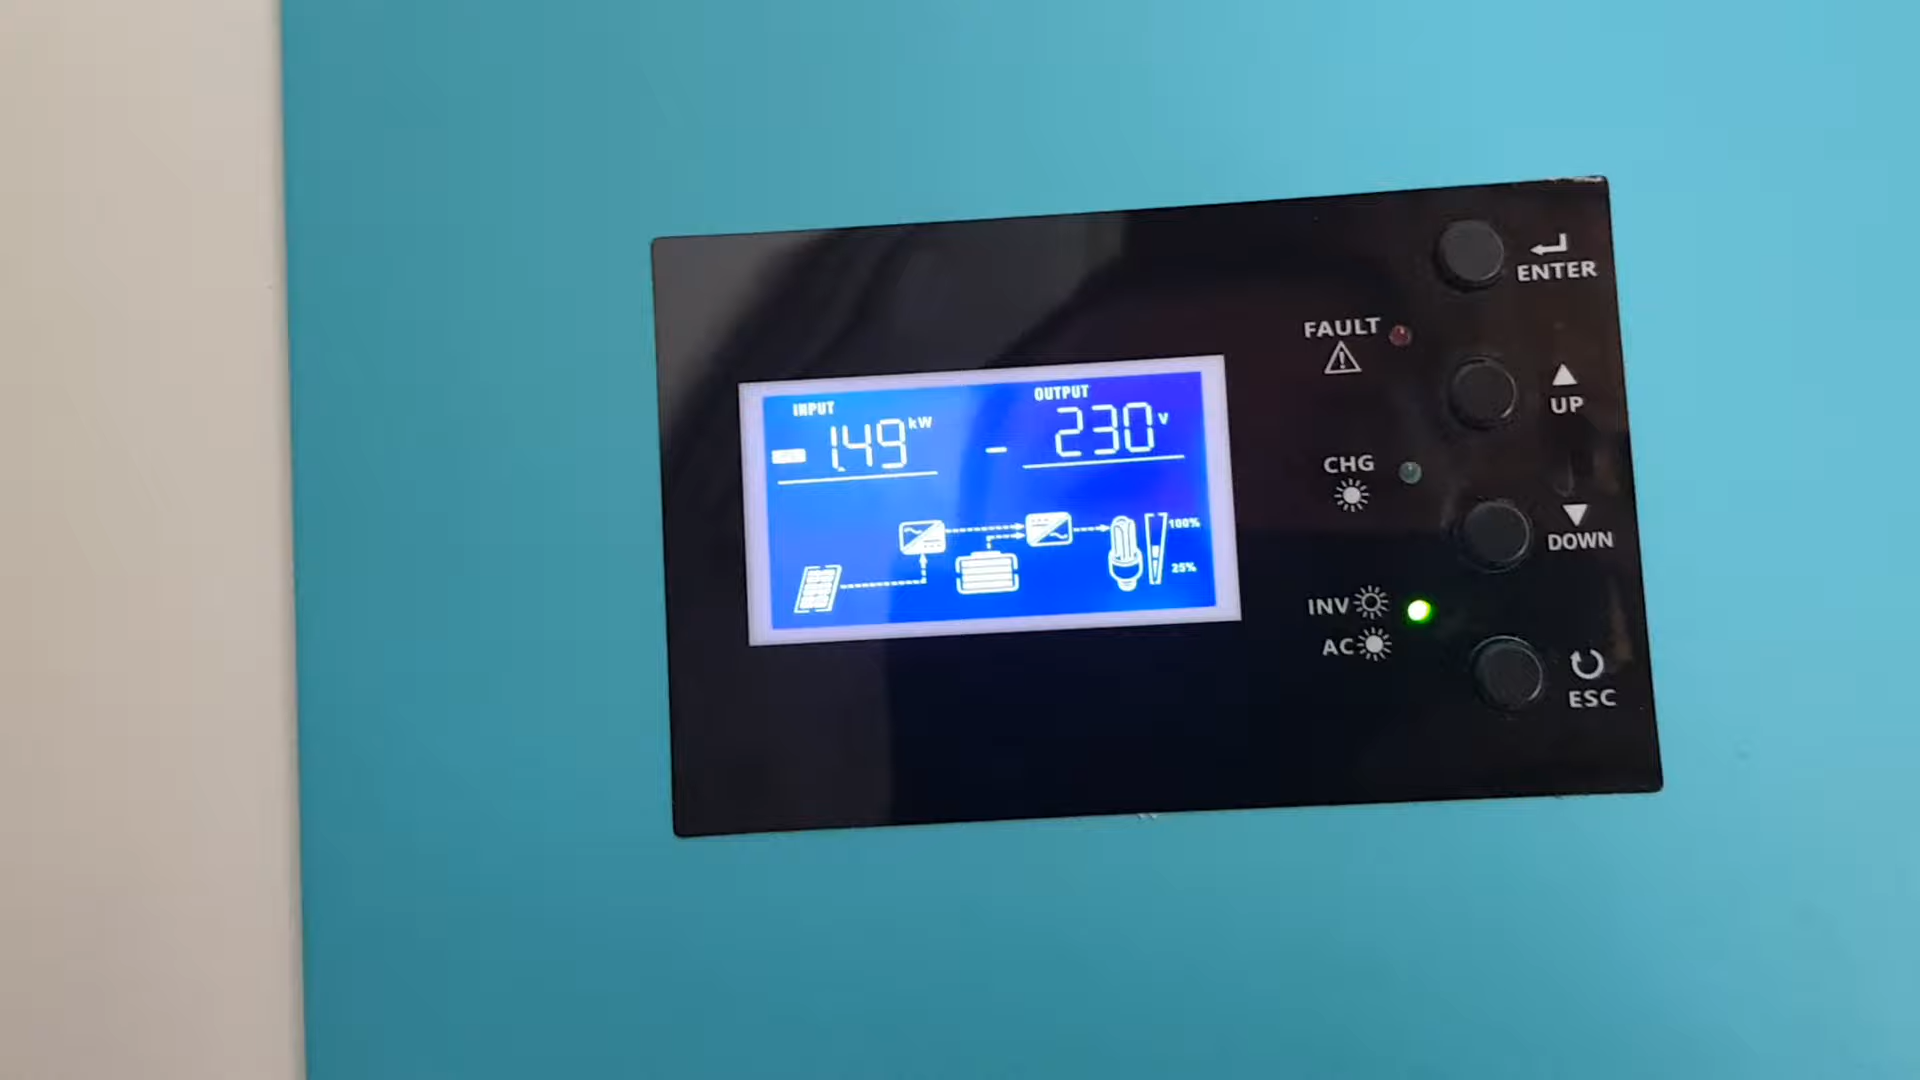 INPUT
1.49 kW
OUTPUT
230 V
100%
25%
ENTER
FAULT
UP
CHG
DOWN
INV
AC
ESC